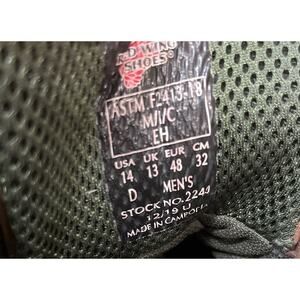 RED WING
SHOES
ASTM F2413-18
M/I/C
EH
USA UK EUR CM
14 13 48 32
D MEN'S
STOCK NO. 2240
12/19 U
MADE IN CAMBODIA